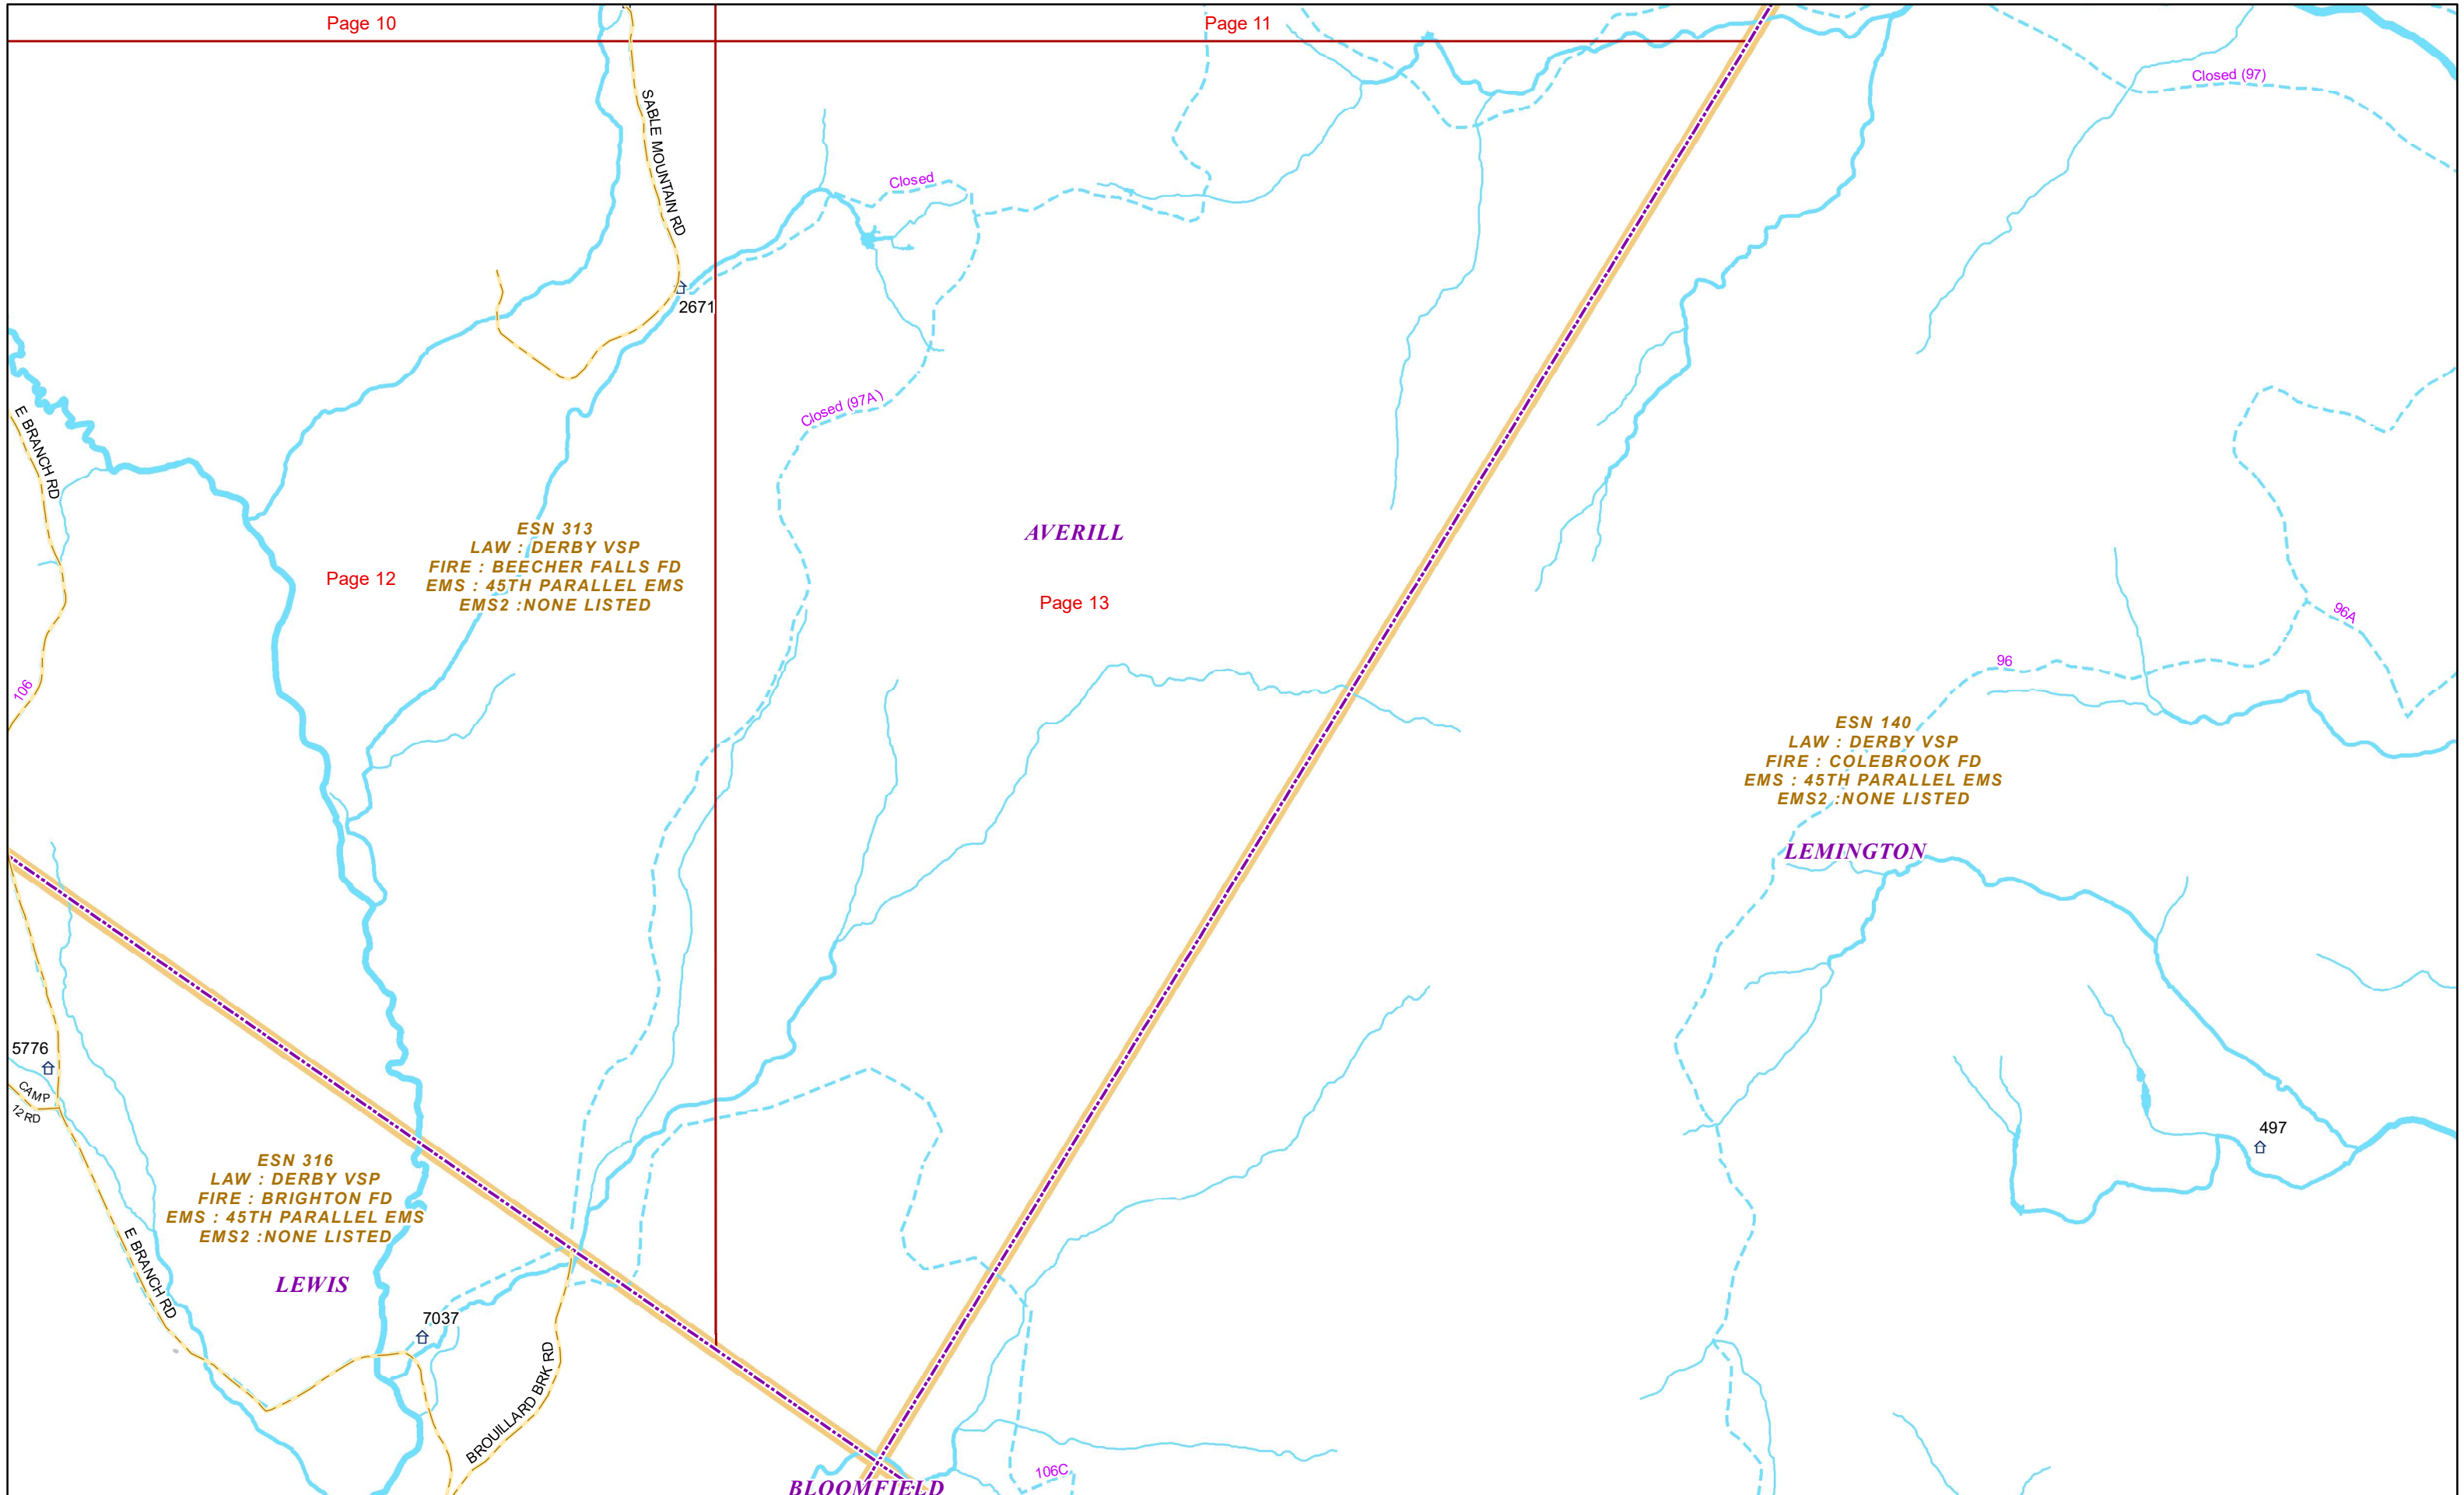 Page 10
Page 11
Closed (97)
SABLE MOUNTAIN RD
Closed
2671
Closed (97A)
E BRANCH RD
ESN 313
LAW : DERBY VSP
FIRE : BEECHER FALLS FD
EMS : 45TH PARALLEL EMS
EMS2 :NONE LISTED
Page 12
AVERILL
Page 13
96A
96
106
ESN 140
LAW : DERBY VSP
FIRE : COLEBROOK FD
EMS : 45TH PARALLEL EMS
EMS2 :NONE LISTED
LEMINGTON
5776
CAMP
12 RD
497
ESN 316
LAW : DERBY VSP
FIRE : BRIGHTON FD
EMS : 45TH PARALLEL EMS
EMS2 :NONE LISTED
E BRANCH RD
LEWIS
7037
BROUILLARD BRK RD
106C
BLOOMFIELD